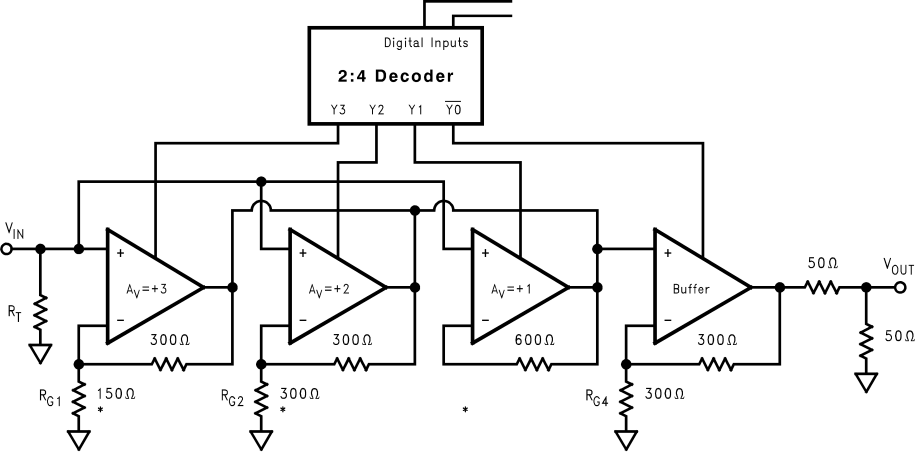 Digital Inputs
2:4 Decoder
Y3 Y2 Y1 Y0
VIN
AV=+3
AV=+2
AV=+1
Buffer
50Ω
VOUT
RT
300Ω
300Ω
600Ω
300Ω
50Ω
RG1 150Ω
RG2 300Ω
RG4 300Ω
* * *